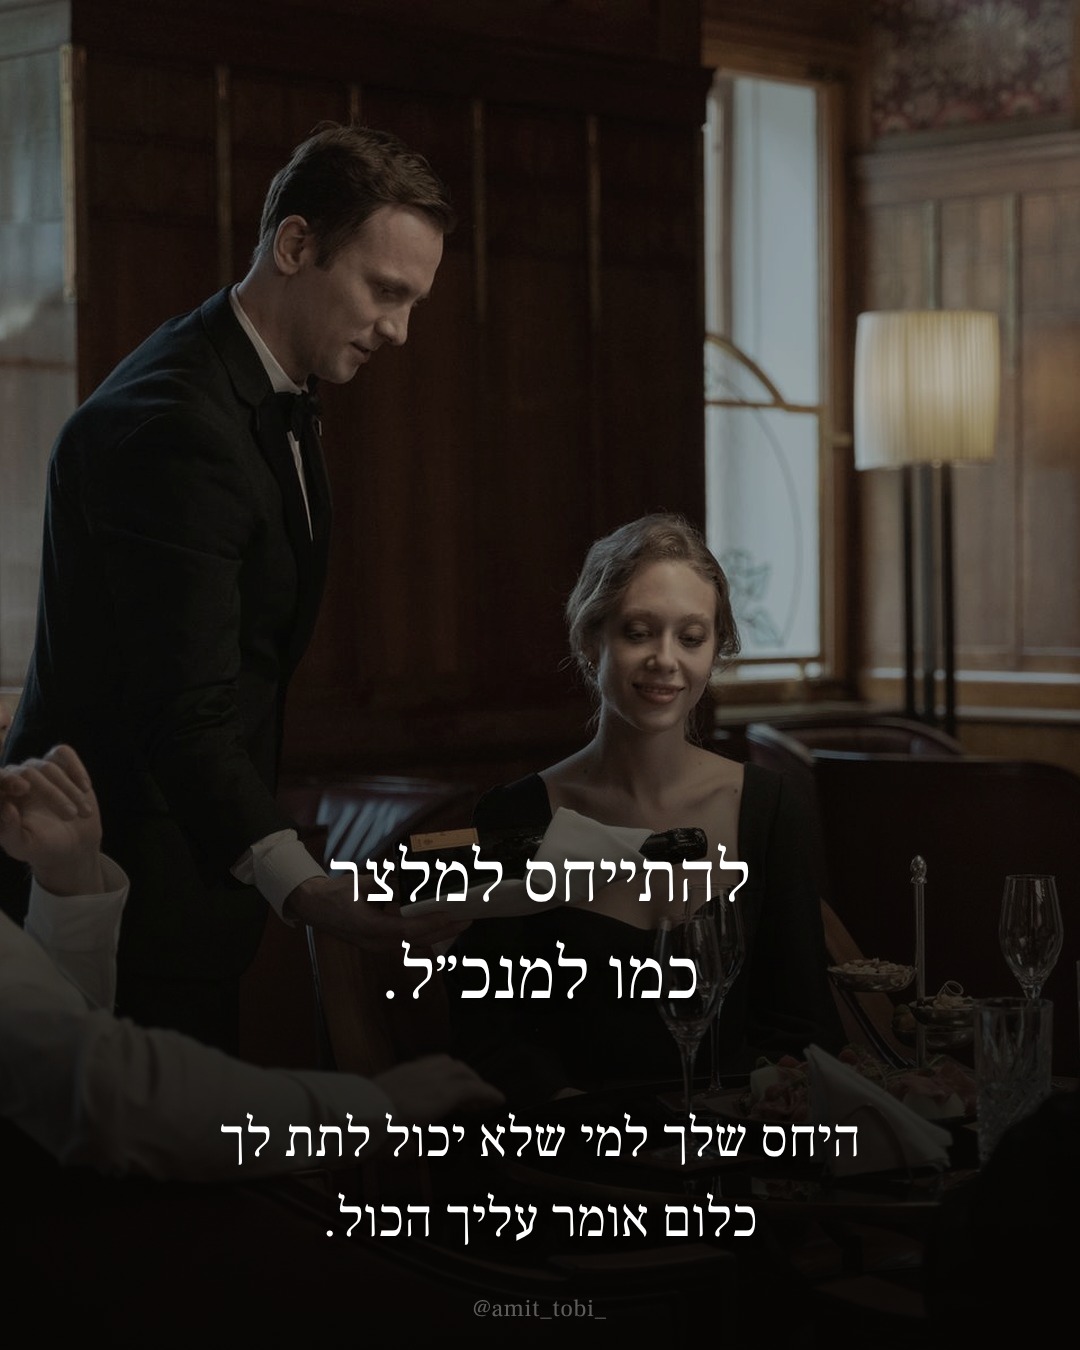 להתייחס למלצר
כמו למנכ״ל.
היחס שלך למי שלא יכול לתת לך
כלום אומר עליך הכול.
@amit_tobi_